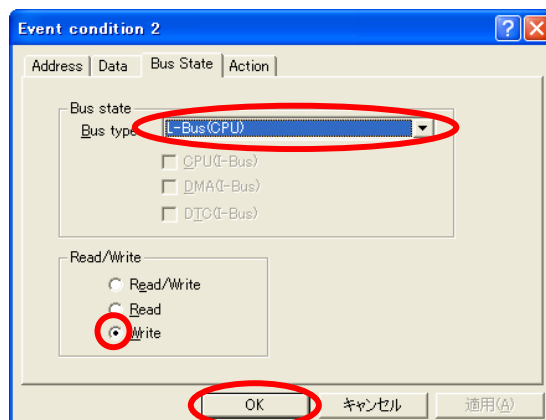 Event condition 2
Address Data Bus State Action
Bus state
Bus type L-Bus(CPU)
CPU(I-Bus)
DMA(I-Bus)
DTC(I-Bus)
Read/Write
Read/Write
Read
Write
OK キャンセル 適用(A)